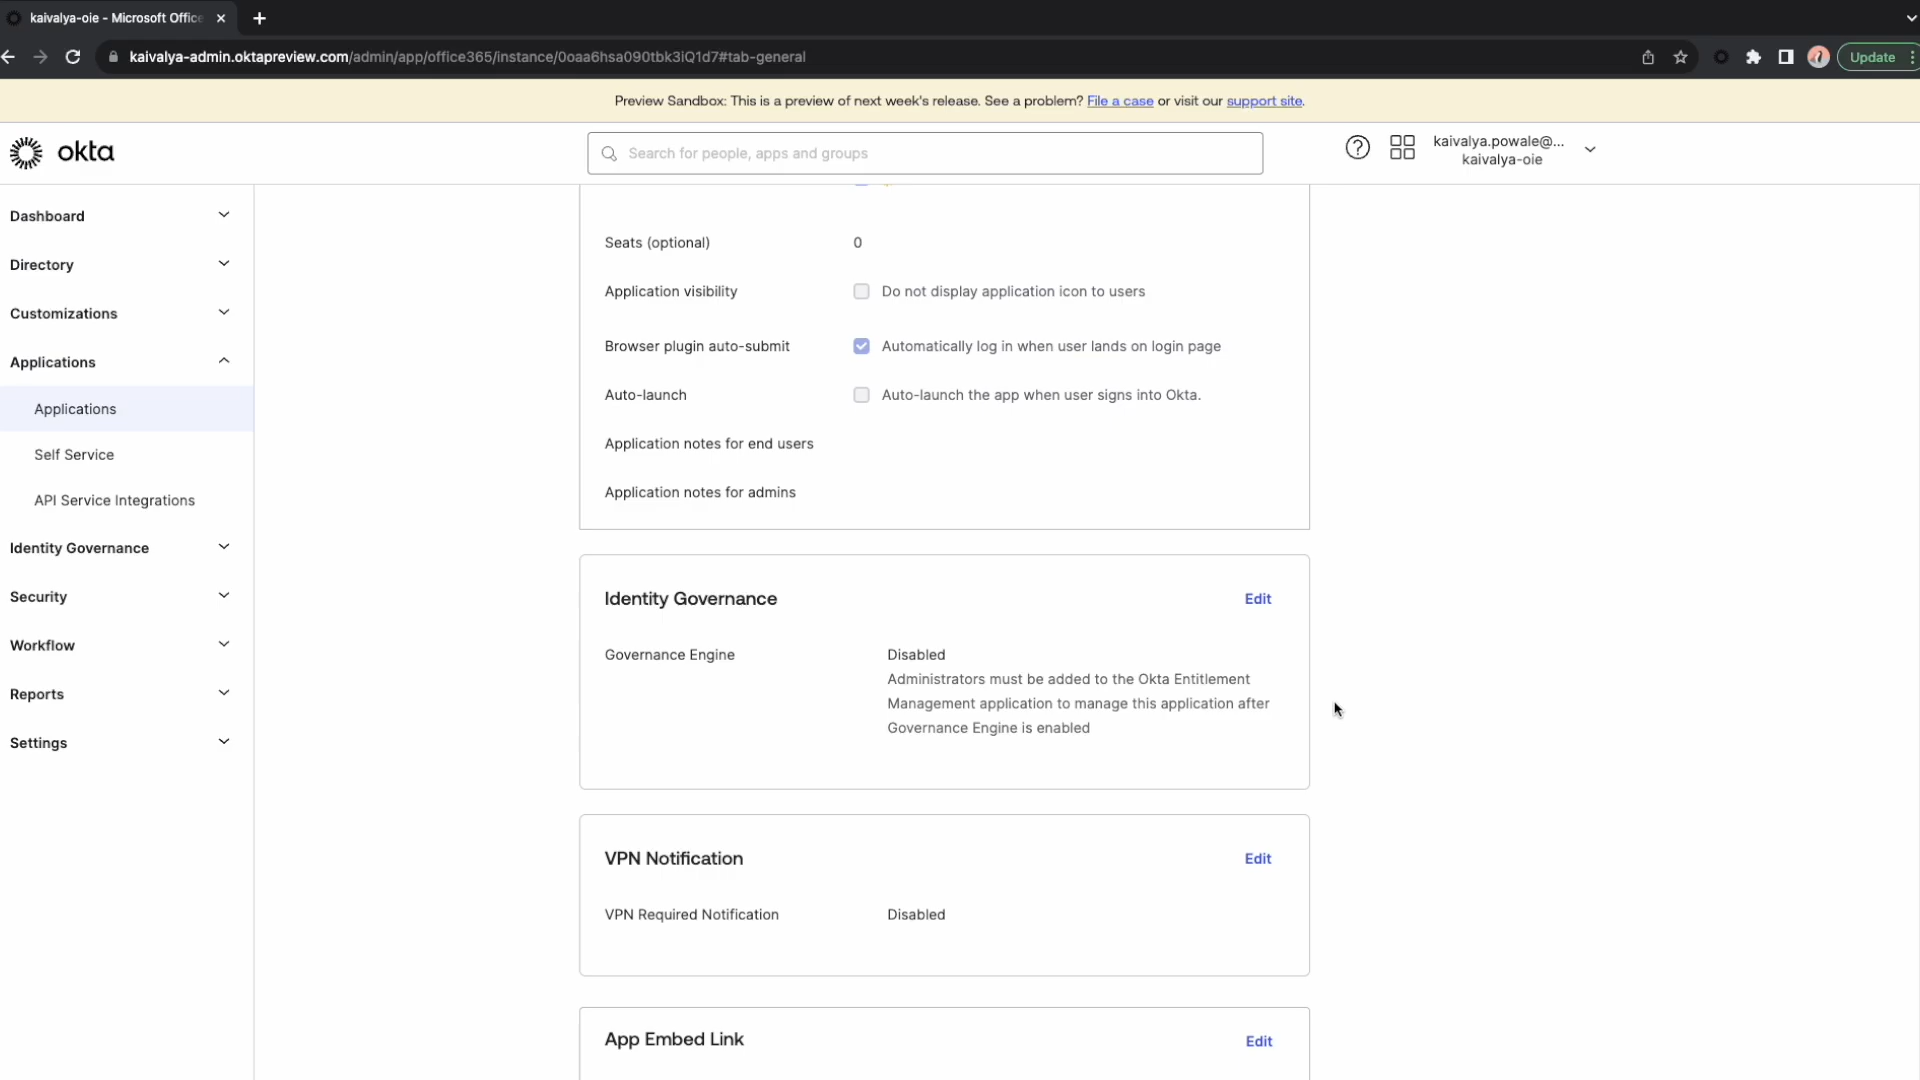 kaivalya-oie - Microsoft Office
kaivalya-admin.oktapreview.com/admin/app/office365/instance/0oaa6hsa090tbk3iQ1d7#tab-general
Update
Preview Sandbox: This is a preview of next week's release. See a problem? File a case or visit our support site.
okta
Search for people, apps and groups
kaivalya.powale@...
kaivalya-oie
Dashboard
Directory
Customizations
Applications
Applications
Self Service
API Service Integrations
Identity Governance
Security
Workflow
Reports
Settings
Seats (optional) 0
Application visibility Do not display application icon to users
Browser plugin auto-submit Automatically log in when user lands on login page
Auto-launch Auto-launch the app when user signs into Okta.
Application notes for end users
Application notes for admins
Identity Governance Edit
Governance Engine Disabled
Administrators must be added to the Okta Entitlement
Management application to manage this application after
Governance Engine is enabled
VPN Notification Edit
VPN Required Notification Disabled
App Embed Link Edit